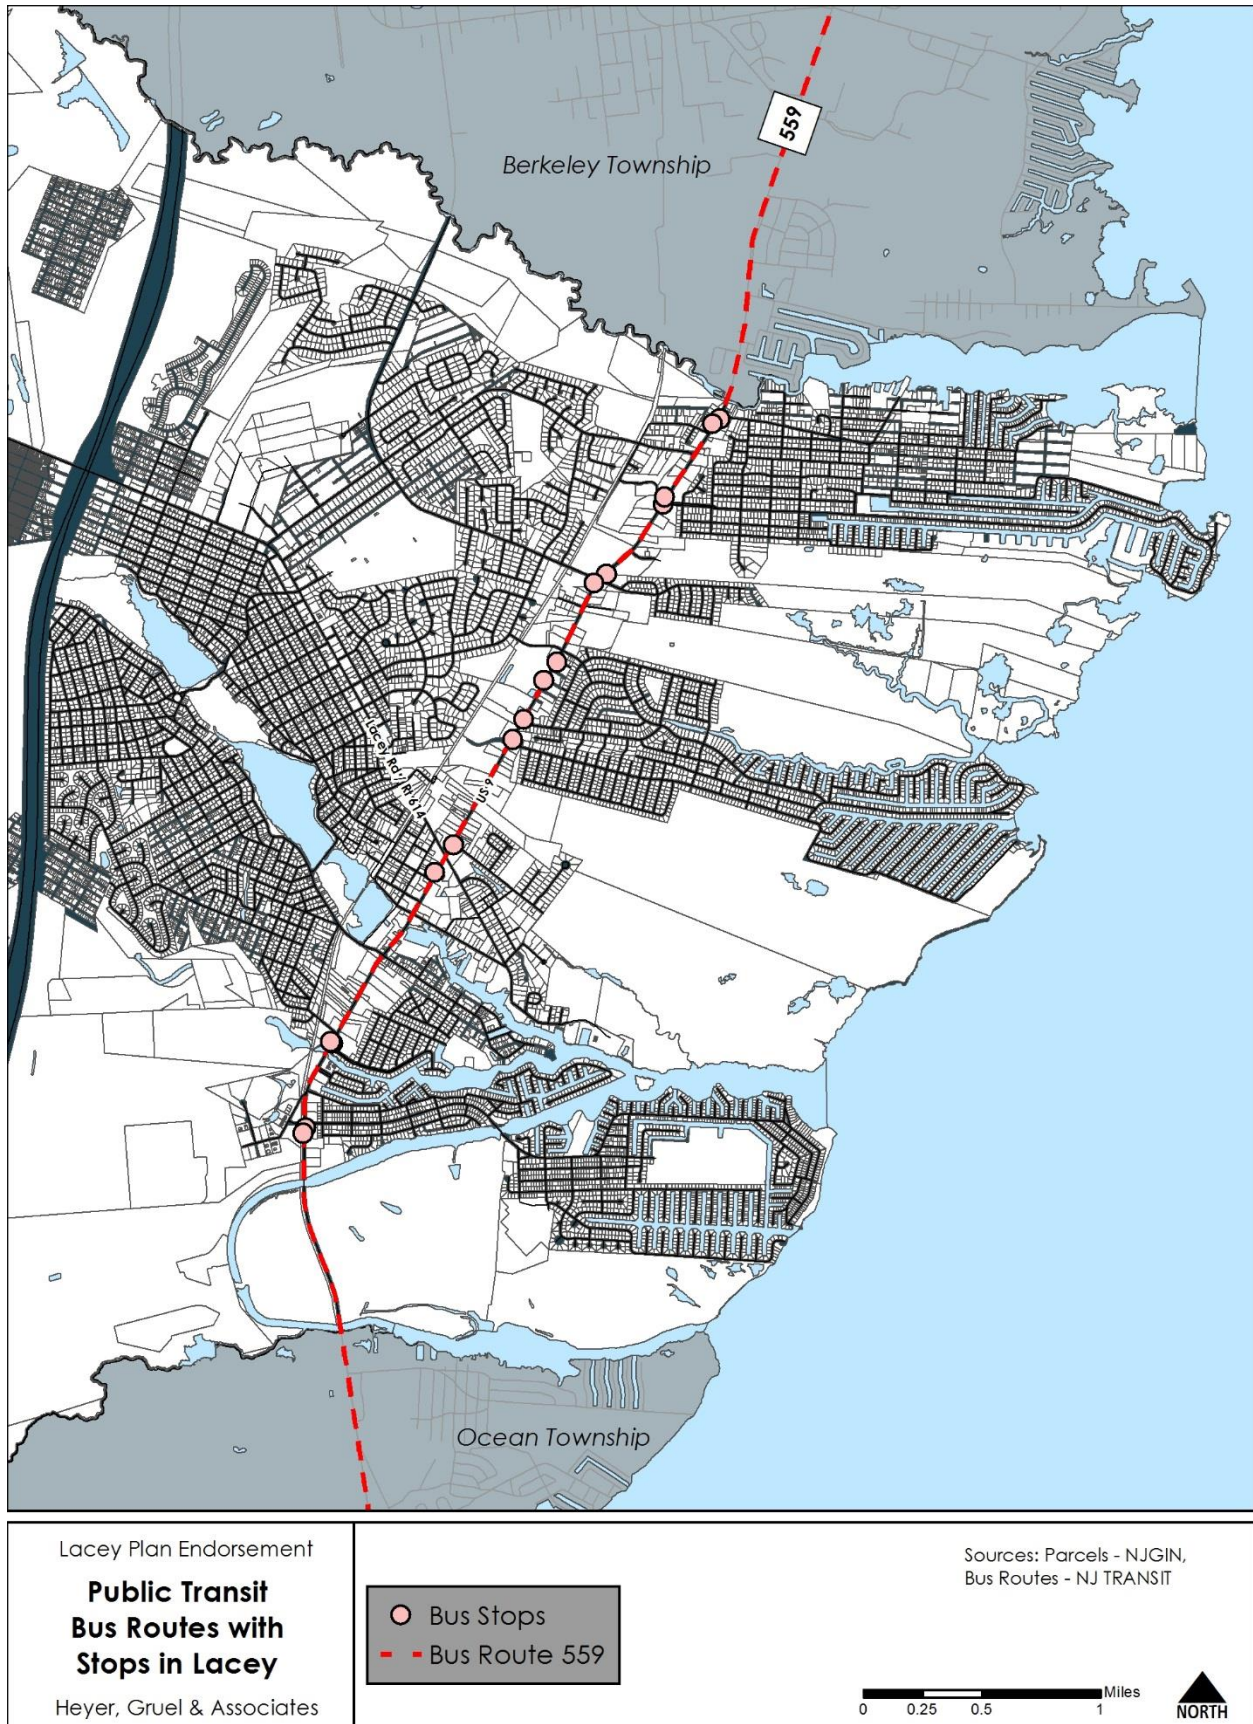 559
Berkeley Township
Lacey Rd / Rt 614
US 9
Ocean Township
Lacey Plan Endorsement
Public Transit
Bus Routes with
Stops in Lacey
Heyer, Gruel & Associates
Bus Stops
Bus Route 559
Sources: Parcels - NJGIN,
Bus Routes - NJ TRANSIT
Miles
0 0.25 0.5 1
NORTH